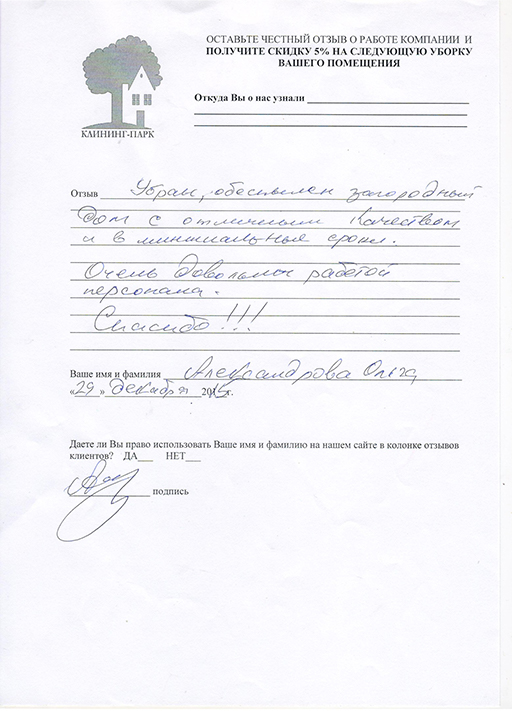 ОСТАВЬТЕ ЧЕСТНЫЙ ОТЗЫВ О РАБОТЕ КОМПАНИИ И
ПОЛУЧИТЕ СКИДКУ 5% НА СЛЕДУЮЩУЮ УБОРКУ
ВАШЕГО ПОМЕЩЕНИЯ
КЛИНИНГ-ПАРК
Откуда Вы о нас узнали
Отзыв Убран, обеспылен загородный
Дом с отличным качеством
и в минимальные сроки.
Очень довольны работой
персонала.
Спасибо!!!
Ваше имя и фамилия Александрова Ольга
«29» декабря 2015г.
Даете ли Вы право использовать Ваше имя и фамилию на нашем сайте в колонке отзывов
клиентов? ДА___ НЕТ___
подпись